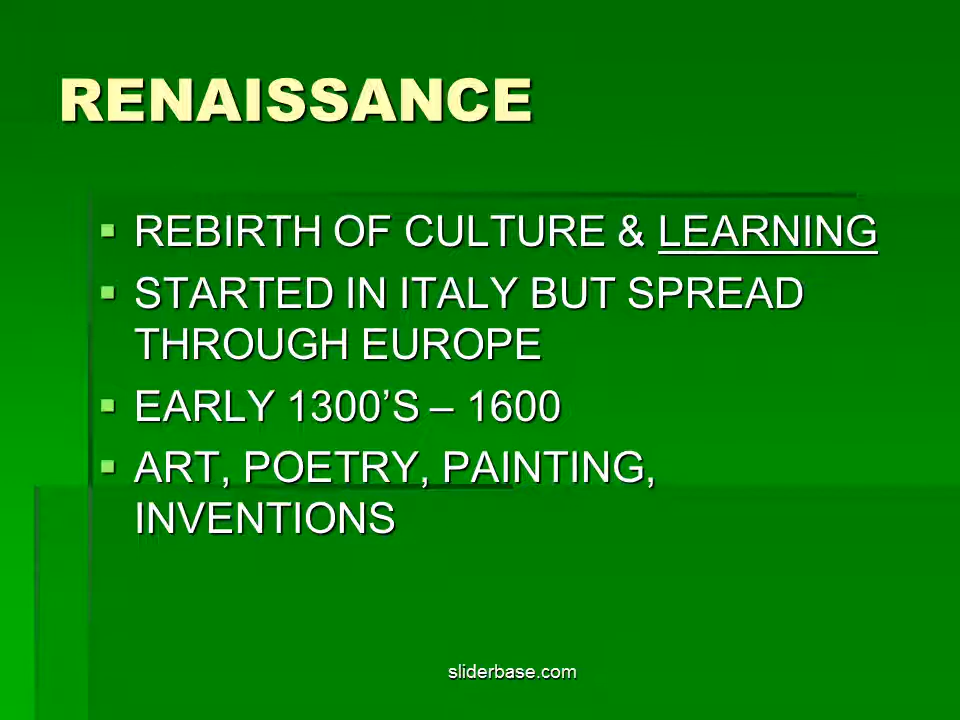 RENAISSANCE
REBIRTH OF CULTURE & LEARNING
STARTED IN ITALY BUT SPREAD
THROUGH EUROPE
EARLY 1300’S – 1600
ART, POETRY, PAINTING,
INVENTIONS
sliderbase.com